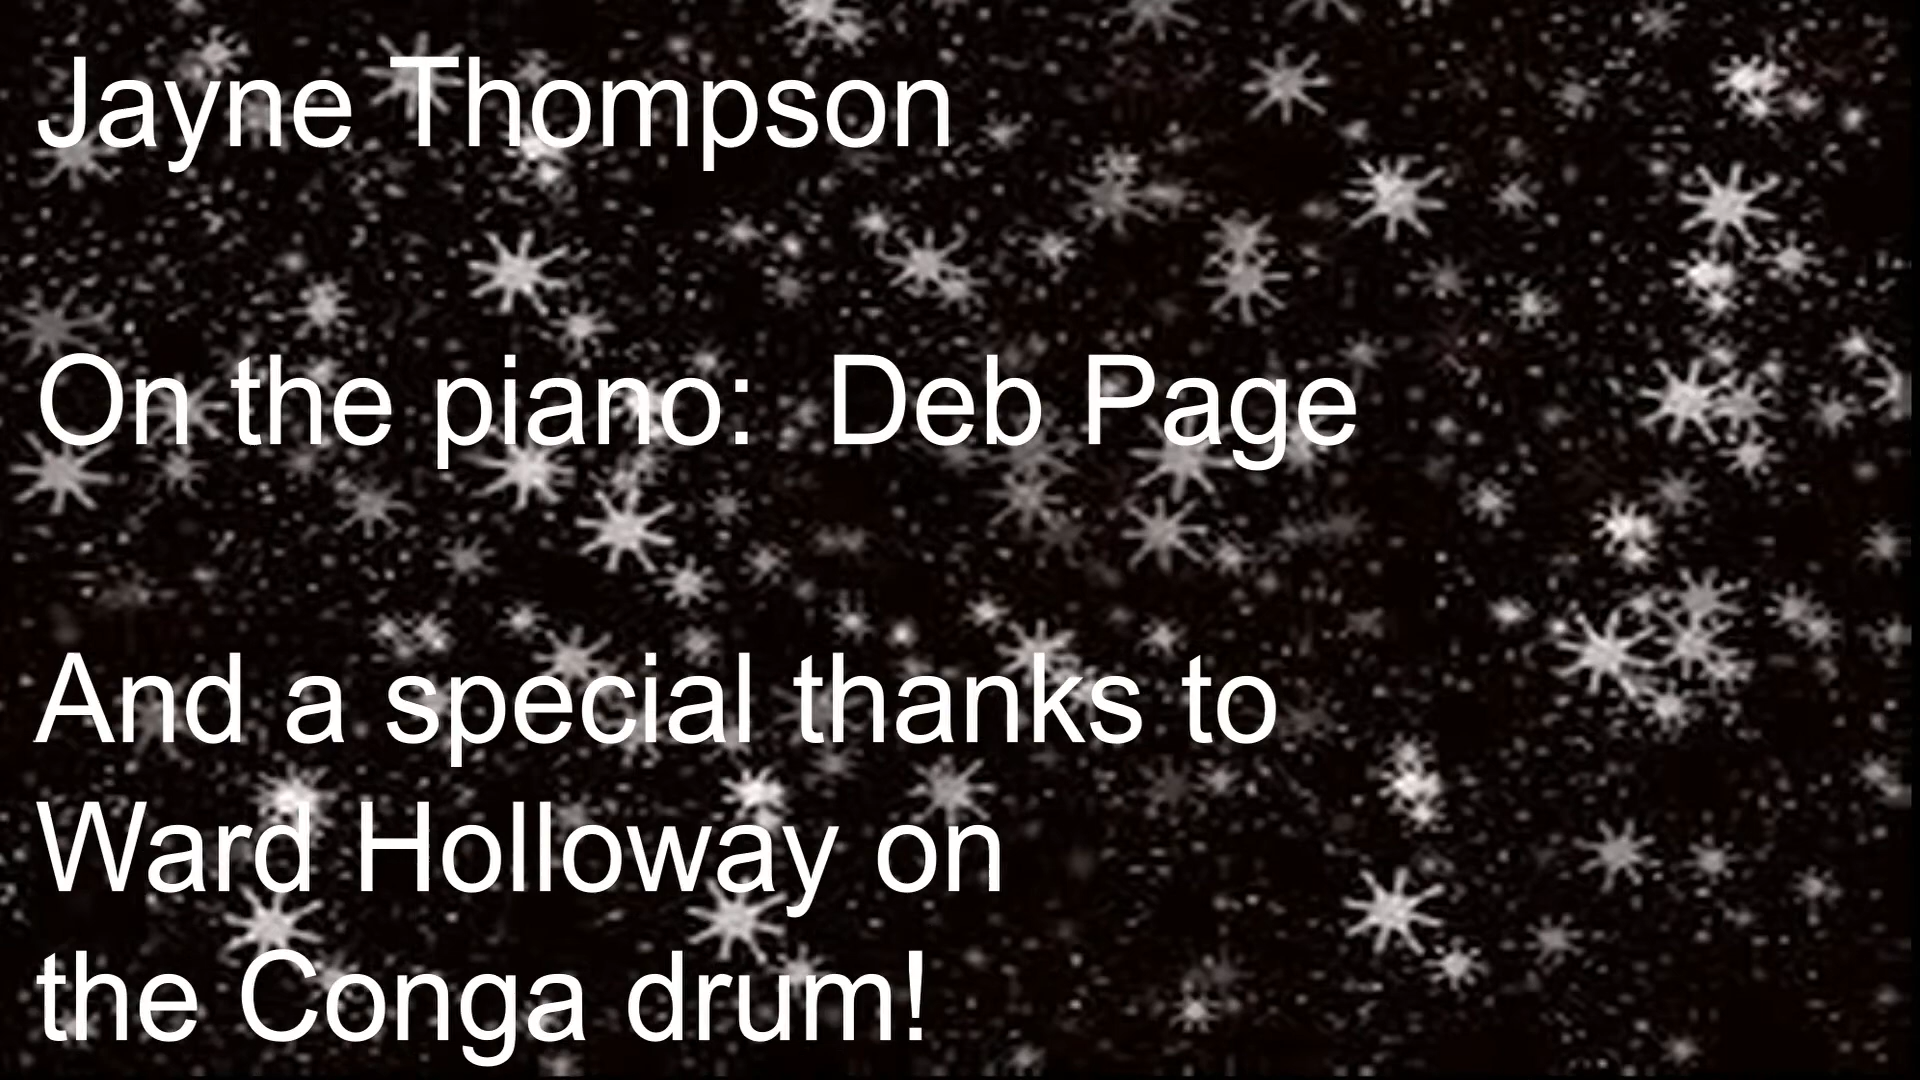 Jayne Thompson
On the piano:  Deb Page
And a special thanks to
Ward Holloway on
the Conga drum!